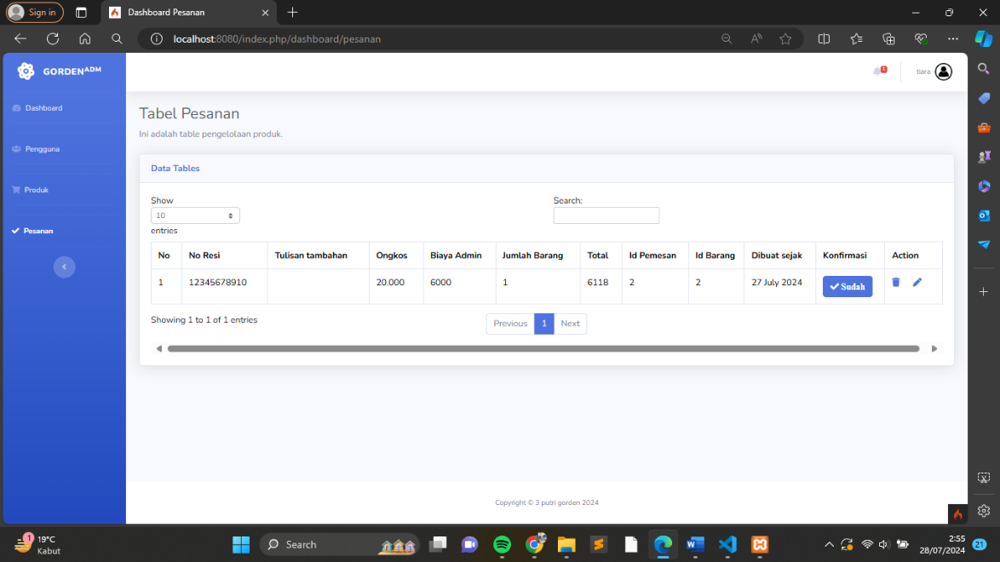 Sign in
Dashboard Pesanan
localhost:8080/index.php/dashboard/pesanan
GORDENADM
1
tiara
Dashboard
Pengguna
Produk
Pesanan
Tabel Pesanan
Ini adalah table pengelolaan produk.
Data Tables
Show
10
entries
Search:
No No Resi Tulisan tambahan Ongkos Biaya Admin Jumlah Barang Total Id Pemesan Id Barang Dibuat sejak Konfirmasi Action
1 12345678910 20.000 6000 1 6118 2 2 27 July 2024 Sudah
Showing 1 to 1 of 1 entries
Previous 1 Next
Copyright © 3 putri gorden 2024
1
19°C
Kabut
Search
2:55
28/07/2024
21